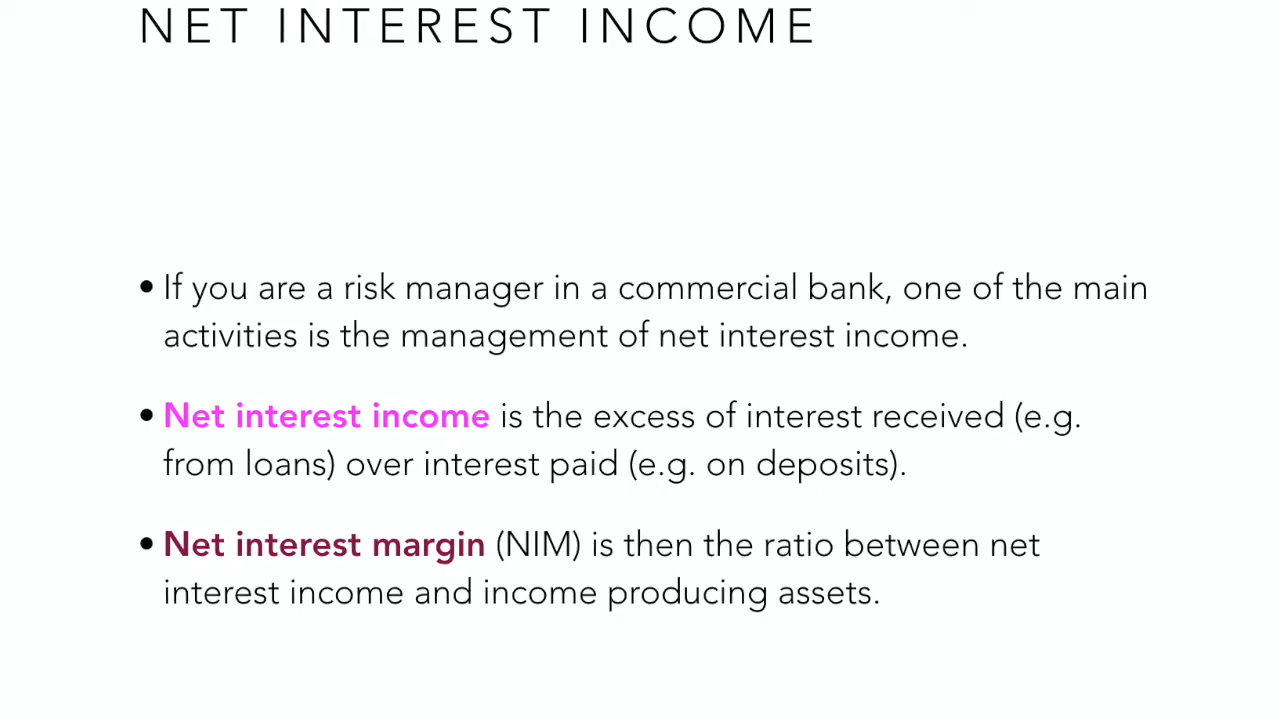 NET INTEREST INCOME
• If you are a risk manager in a commercial bank, one of the main
activities is the management of net interest income.
• Net interest income is the excess of interest received (e.g.
from loans) over interest paid (e.g. on deposits).
• Net interest margin (NIM) is then the ratio between net
interest income and income producing assets.